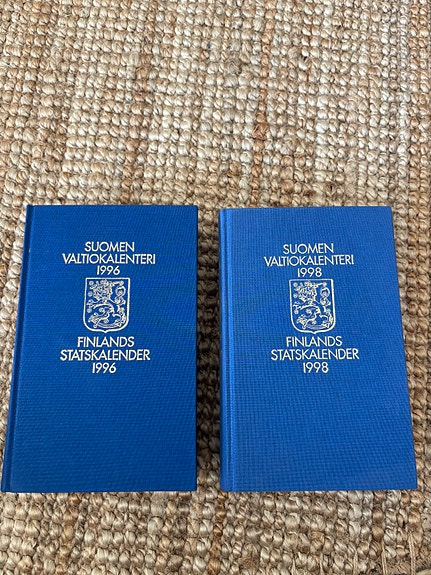 SUOMEN
VALTIOKALENTERI
1996
FINLANDS
STATSKALENDER
1996
SUOMEN
VALTIOKALENTERI
1998
FINLANDS
STATSKALENDER
1998